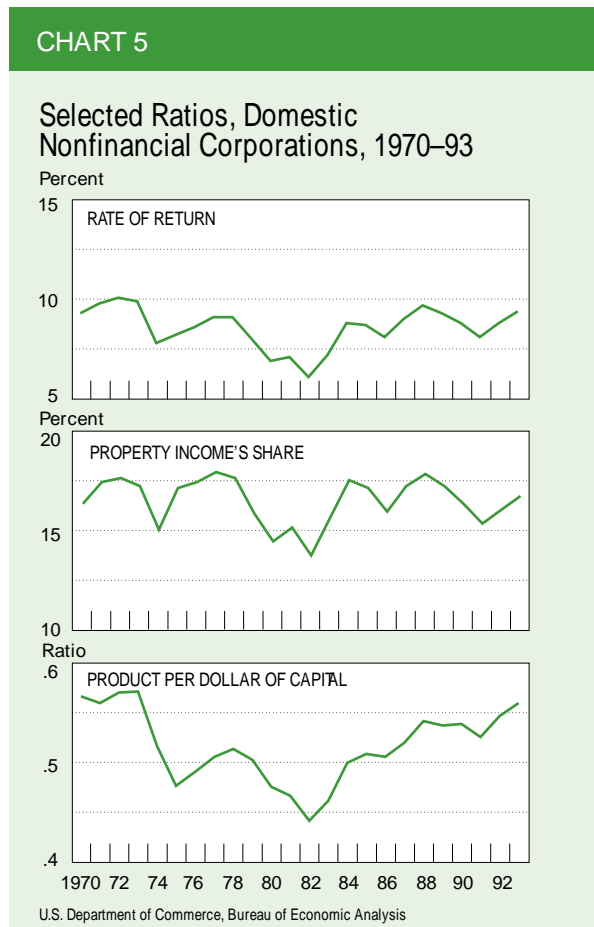 CHART 5
Selected Ratios, Domestic
Nonfinancial Corporations, 1970–93
Percent
15
RATE OF RETURN
10
5
Percent
20
PROPERTY INCOME'S SHARE
15
10
Ratio
.6
PRODUCT PER DOLLAR OF CAPITAL
.5
.4
1970 72 74 76 78 80 82 84 86 88 90 92
U.S. Department of Commerce, Bureau of Economic Analysis